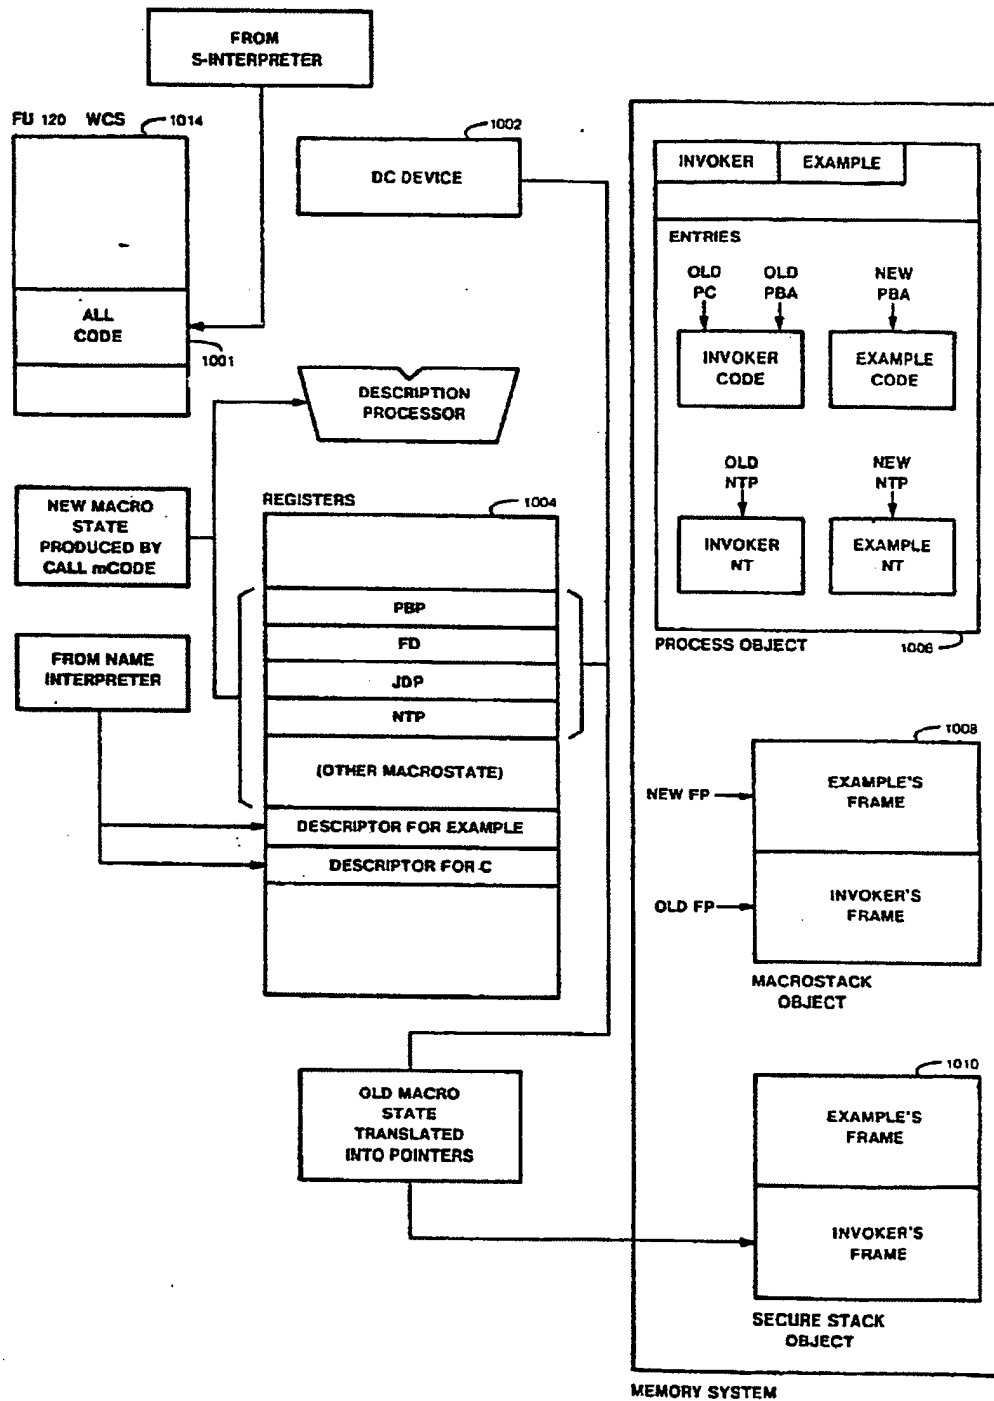 FROM
S-INTERPRETER
FU 120 WCS 1014
1002
DC DEVICE
ALL
CODE
1001
DESCRIPTION
PROCESSOR
NEW MACRO
STATE
PRODUCED BY
CALL mCODE
FROM NAME
INTERPRETER
REGISTERS
1004
PBP
FD
JDP
NTP
(OTHER MACROSTATE)
DESCRIPTOR FOR EXAMPLE
DESCRIPTOR FOR C
OLD MACRO
STATE
TRANSLATED
INTO POINTERS
INVOKER
EXAMPLE
ENTRIES
OLD
PC
OLD
PBA
NEW
PBA
INVOKER
CODE
EXAMPLE
CODE
OLD
NTP
NEW
NTP
INVOKER
NT
EXAMPLE
NT
PROCESS OBJECT
1006
1008
NEW FP
EXAMPLE'S
FRAME
OLD FP
INVOKER'S
FRAME
MACROSTACK
OBJECT
1010
EXAMPLE'S
FRAME
INVOKER'S
FRAME
SECURE STACK
OBJECT
MEMORY SYSTEM